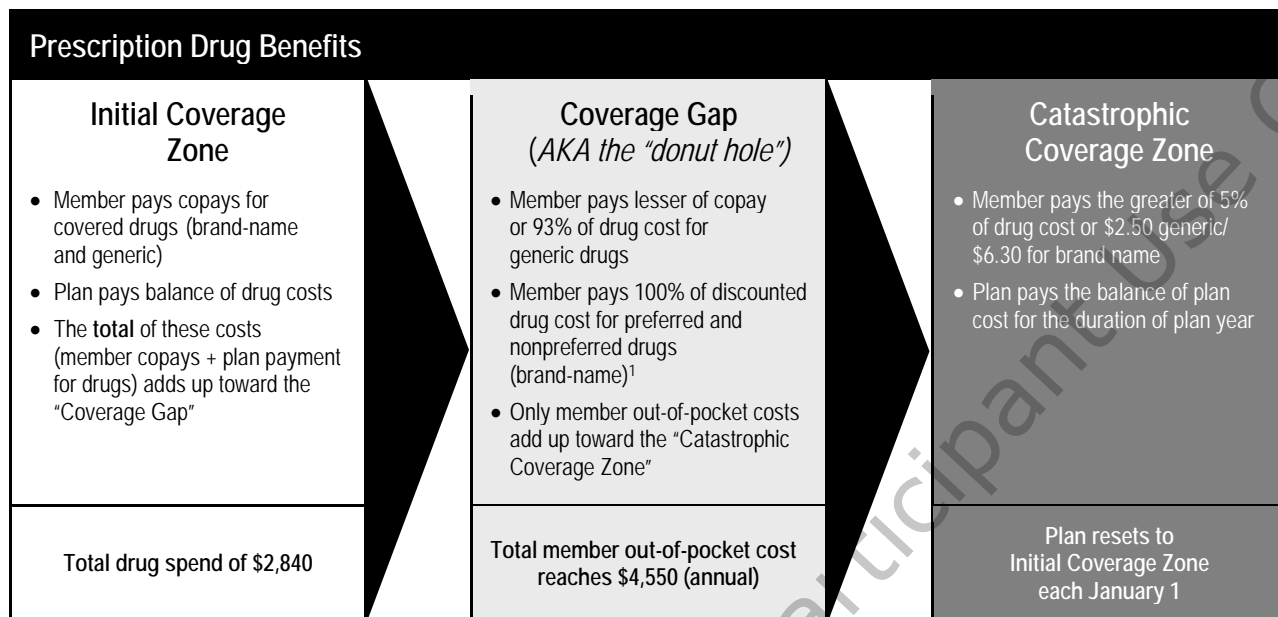 Prescription Drug Benefits
Initial Coverage
Zone
• Member pays copays for
covered drugs (brand-name
and generic)
• Plan pays balance of drug costs
• The total of these costs
(member copays + plan payment
for drugs) adds up toward the
“Coverage Gap”
Total drug spend of $2,840
Coverage Gap
(AKA the “donut hole”)
• Member pays lesser of copay
or 93% of drug cost for
generic drugs
• Member pays 100% of discounted
drug cost for preferred and
nonpreferred drugs
(brand-name)¹
• Only member out-of-pocket costs
add up toward the “Catastrophic
Coverage Zone”
Total member out-of-pocket cost
reaches $4,550 (annual)
Catastrophic
Coverage Zone
• Member pays the greater of 5%
of drug cost or $2.50 generic/
$6.30 for brand name
• Plan pays the balance of plan
cost for the duration of plan year
Plan resets to
Initial Coverage Zone
each January 1
articipant Use